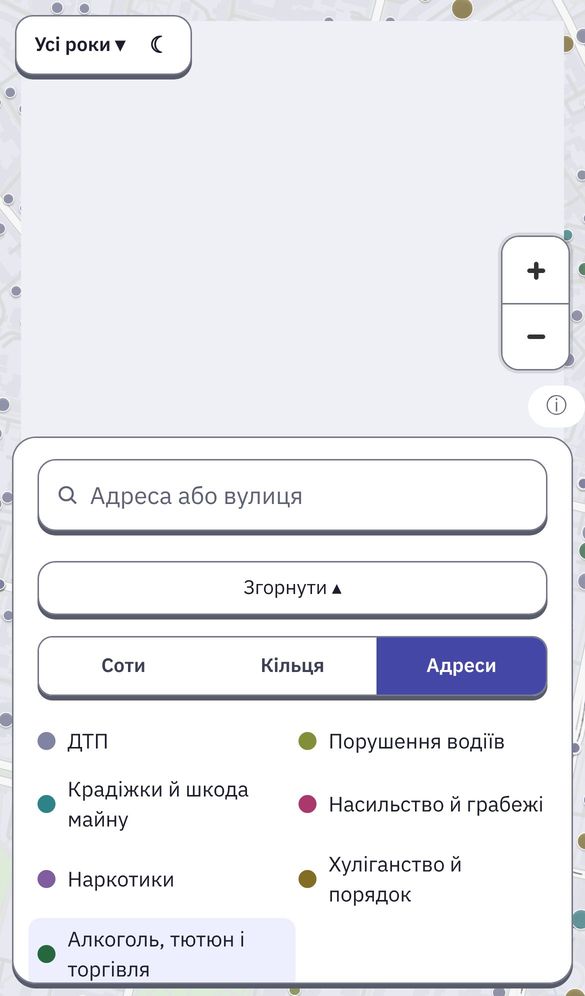 Усі роки ▾
+
−
Адреса або вулиця
Згорнути ▴
Соти
Кільця
Адреси
ДТП
Порушення водіїв
Крадіжки й шкода
майну
Насильство й грабежі
Наркотики
Хуліганство й
порядок
Алкоголь, тютюн і
торгівля